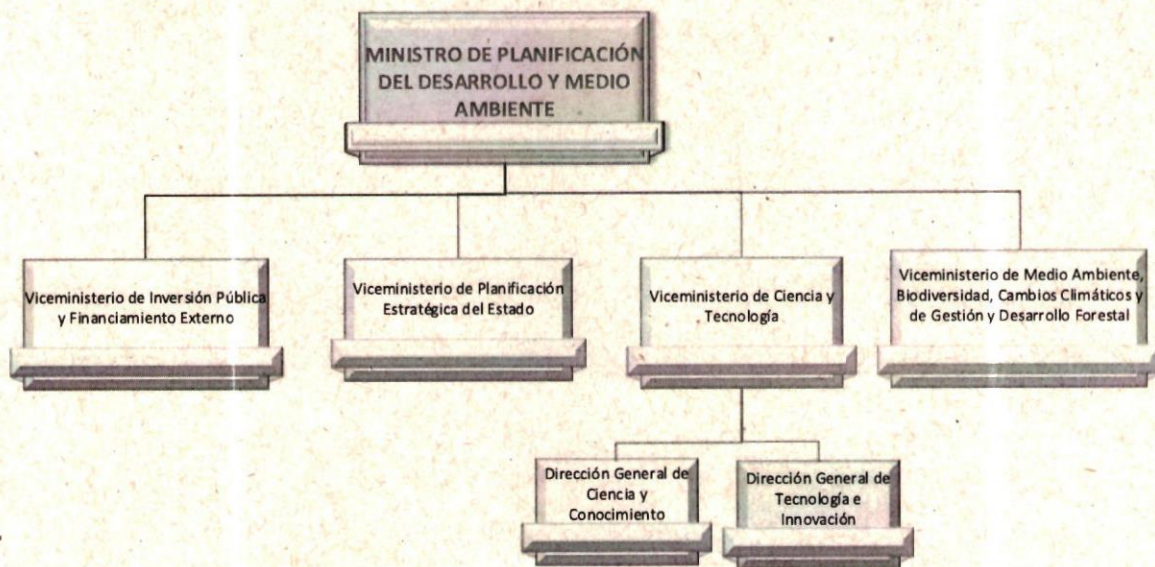 MINISTRO DE PLANIFICACIÓN
DEL DESARROLLO Y MEDIO
AMBIENTE
Viceministerio de Inversión Pública
y Financiamiento Externo
Viceministerio de Planificación
Estratégica del Estado
Viceministerio de Ciencia y
Tecnología
Viceministerio de Medio Ambiente,
Biodiversidad, Cambios Climáticos y
de Gestión y Desarrollo Forestal
Dirección General de
Ciencia y
Conocimiento
Dirección General de
Tecnología e
Innovación